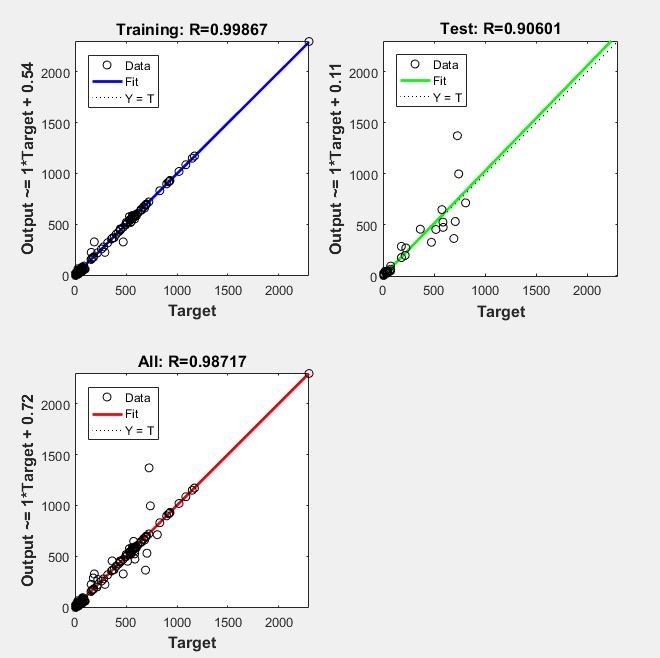 Training: R=0.99867
Output ~= 1*Target + 0.54
2000
1500
1000
500
0
Data
Fit
Y = T
0 500 1000 1500 2000
Target
Test: R=0.90601
Output ~= 1*Target + 0.11
2000
1500
1000
500
0
Data
Fit
Y = T
0 500 1000 1500 2000
Target
All: R=0.98717
Output ~= 1*Target + 0.72
2000
1500
1000
500
0
Data
Fit
Y = T
0 500 1000 1500 2000
Target